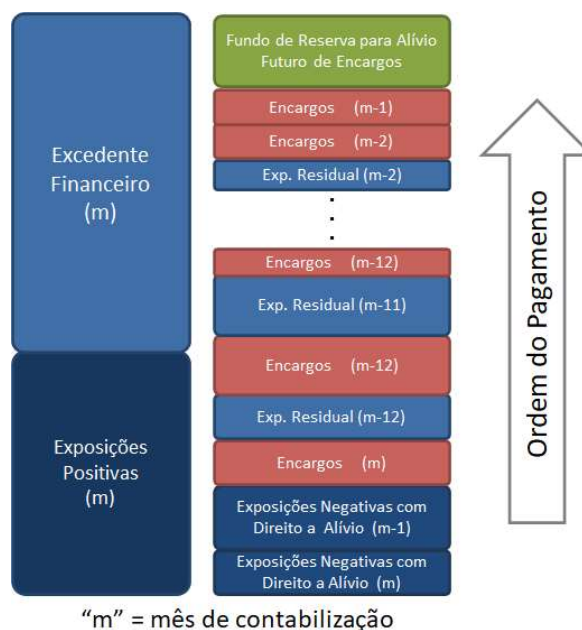 Fundo de Reserva para Alívio
Futuro de Encargos
Encargos (m-1)
Encargos (m-2)
Exp. Residual (m-2)
Encargos (m-12)
Exp. Residual (m-11)
Encargos (m-12)
Exp. Residual (m-12)
Encargos (m)
Exposições Negativas com
Direito a Alívio (m-1)
Exposições Negativas com
Direito a Alívio (m)
Excedente
Financeiro
(m)
Exposições
Positivas
(m)
Ordem do Pagamento
"m" = mês de contabilização